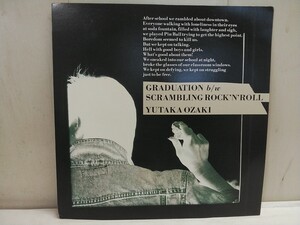 After school we rambled about downtown.
Everyone walking with loneliness in their eyes
at soda fountain, filled with laughter and sigh,
we played Pin Ball trying to get the highest point.
Boredom seemed to kill us.
But we kept on talking.
Hell with good boys and girls.
What's good about them!
We sneaked into our school at night,
broke the glasses of our classroom windows.
We kept on defying, we kept on struggling
just to be free.
GRADUATION b/w
SCRAMBLING ROCK'N'ROLL
YUTAKA OZAKI